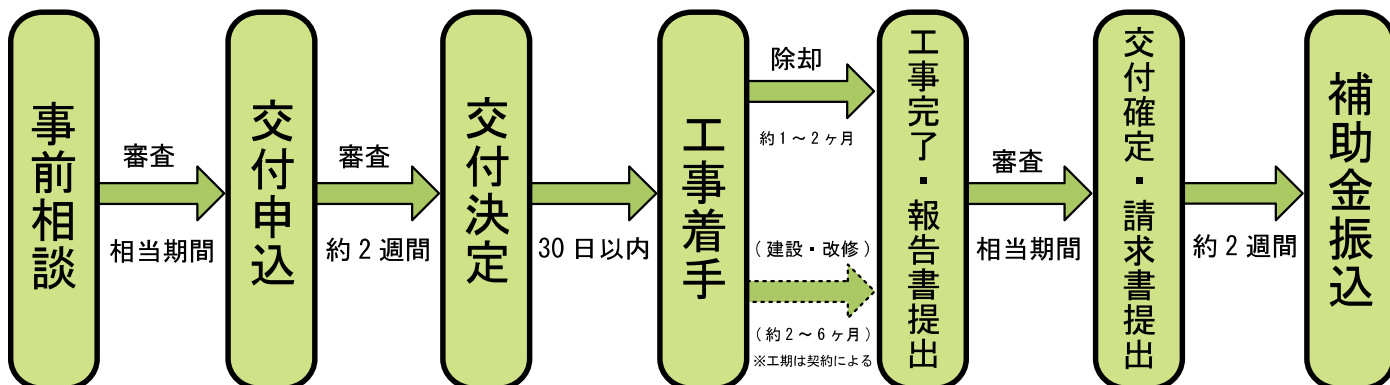 事前相談
審査
相当期間
交付申込
審査
約2週間
交付決定
30日以内
工事着手
除却
約1～2ヶ月
(建設・改修)
(約2～6ヶ月)
※工期は契約による
工事完了・報告書提出
審査
相当期間
交付確定・請求書提出
約2週間
補助金振込